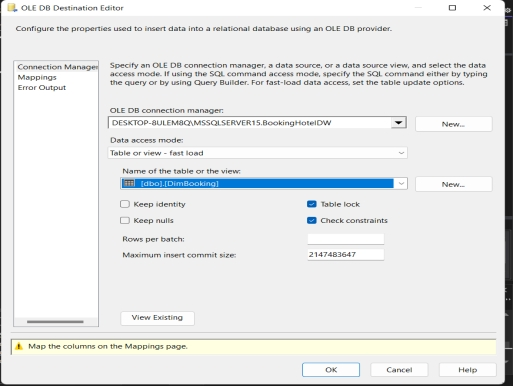 OLE DB Destination Editor
Configure the properties used to insert data into a relational database using an OLE DB provider.
Connection Manager
Mappings
Error Output
Specify an OLE DB connection manager, a data source, or a data source view, and select the data
access mode. If using the SQL command access mode, specify the SQL command either by typing
the query or by using Query Builder. For fast-load data access, set the table update options.
OLE DB connection manager:
DESKTOP-8ULEM8Q\MSSQLSERVER15.BookingHotelDW
New...
Data access mode:
Table or view - fast load
Name of the table or the view:
[dbo].[DimBooking]
New...
Keep identity
Table lock
Keep nulls
Check constraints
Rows per batch:
Maximum insert commit size:
2147483647
View Existing
Map the columns on the Mappings page.
OK
Cancel
Help